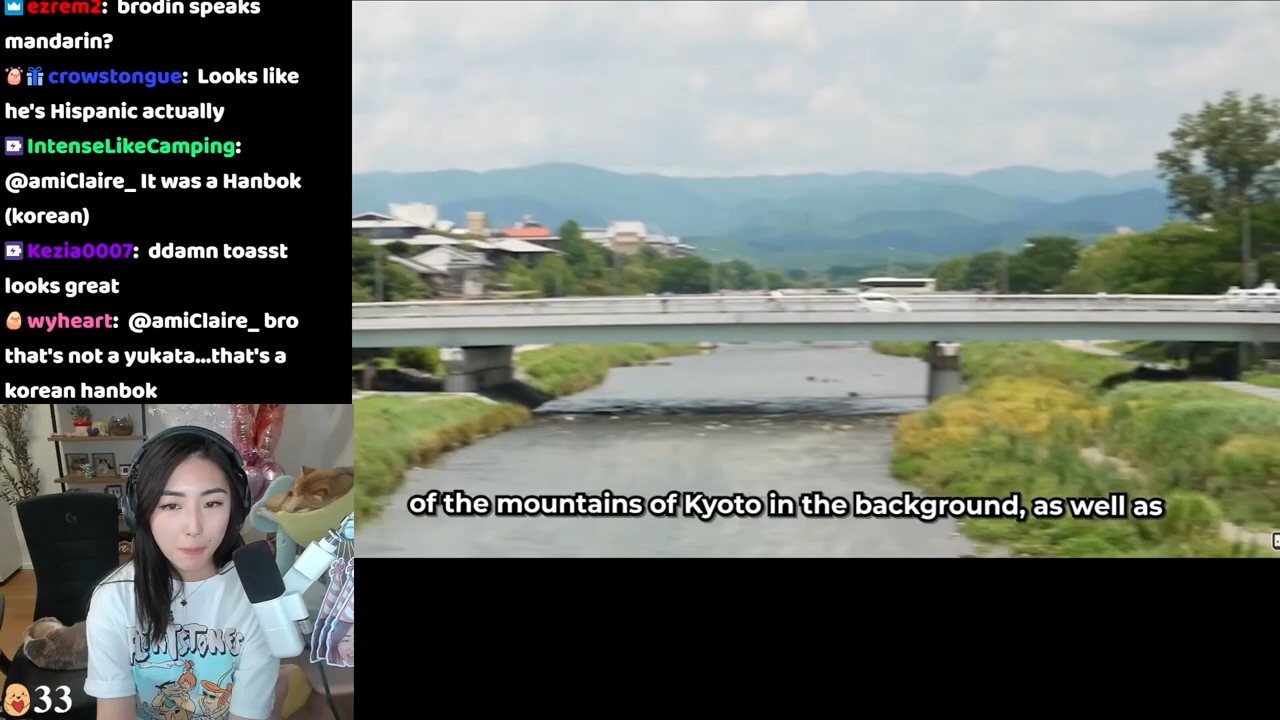 ezrem2: brodin speaks
mandarin?
crowstongue: Looks like
he's Hispanic actually
IntenseLikeCamping:
@amiClaire_ It was a Hanbok
(korean)
Kezia0007: ddamn toasst
looks great
wyheart: @amiClaire_ bro
that's not a yukata...that's a
korean hanbok
of the mountains of Kyoto in the background, as well as
FLINTSTONES
33